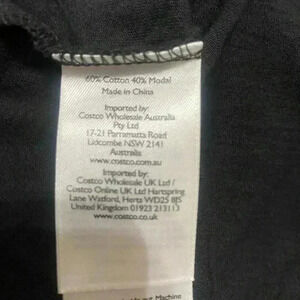 60% Cotton 40% Modal
Made in China
Imported by:
Costco Wholesale Australia
Pty Ltd
17-21 Parramatta Road
Lidcombe NSW 2141
Australia
www.costco.com.au
Imported by:
Costco Wholesale UK Ltd /
Costco Online UK Ltd Hartspring
Lane Watford, Hertz WD25 8JS
United Kingdom 01923 213113
www.costco.co.uk
Machine